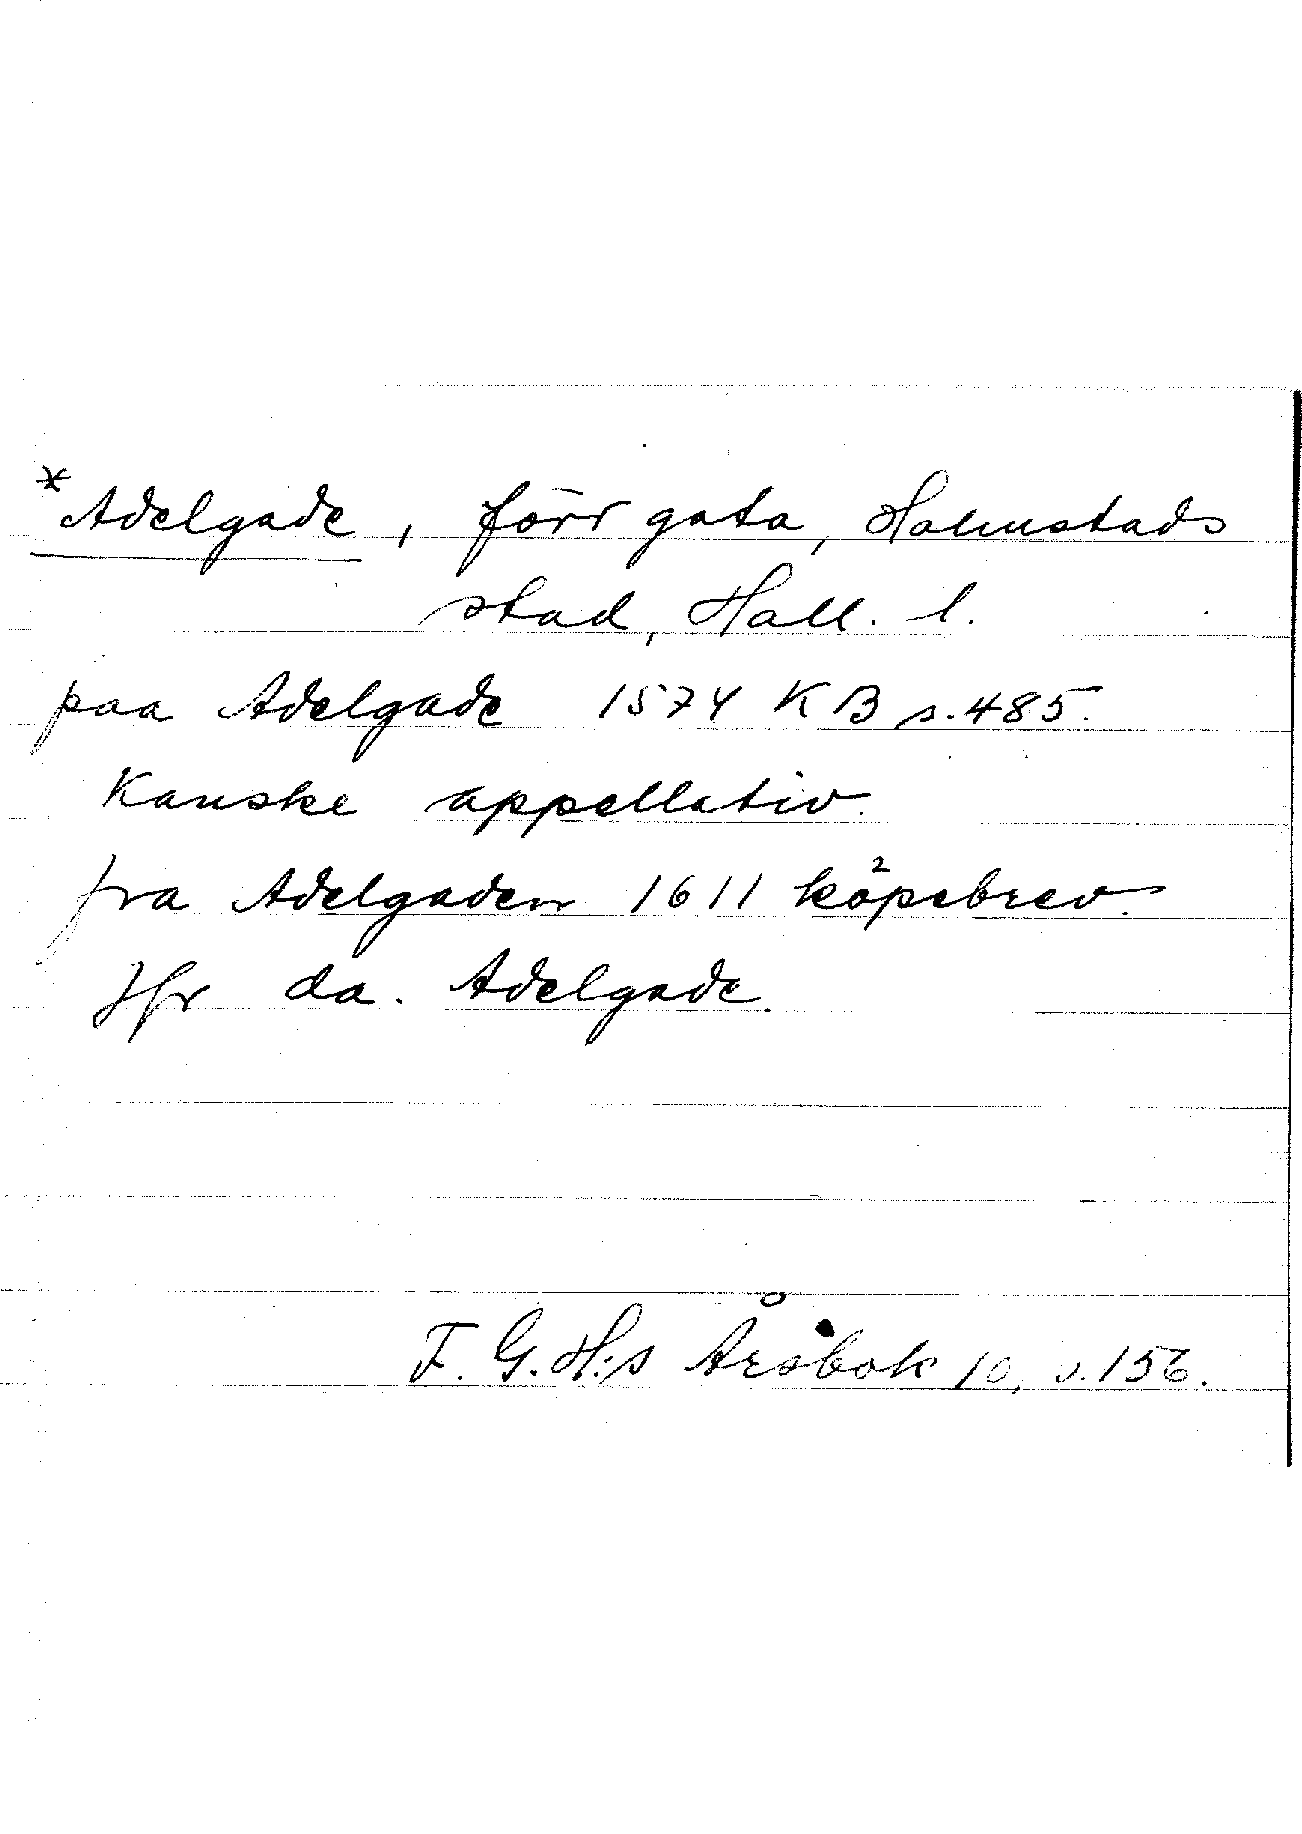 *Adelgade, förr gata, Halmstads
stad, Hall. l.
paa Adelgade 1574 KB s. 485.
Kanske appellativ.
fra Adelgaden 1611 köpebrev.
Jfr da. Adelgade.
F. G. H:s Årsbok 10, s. 156.